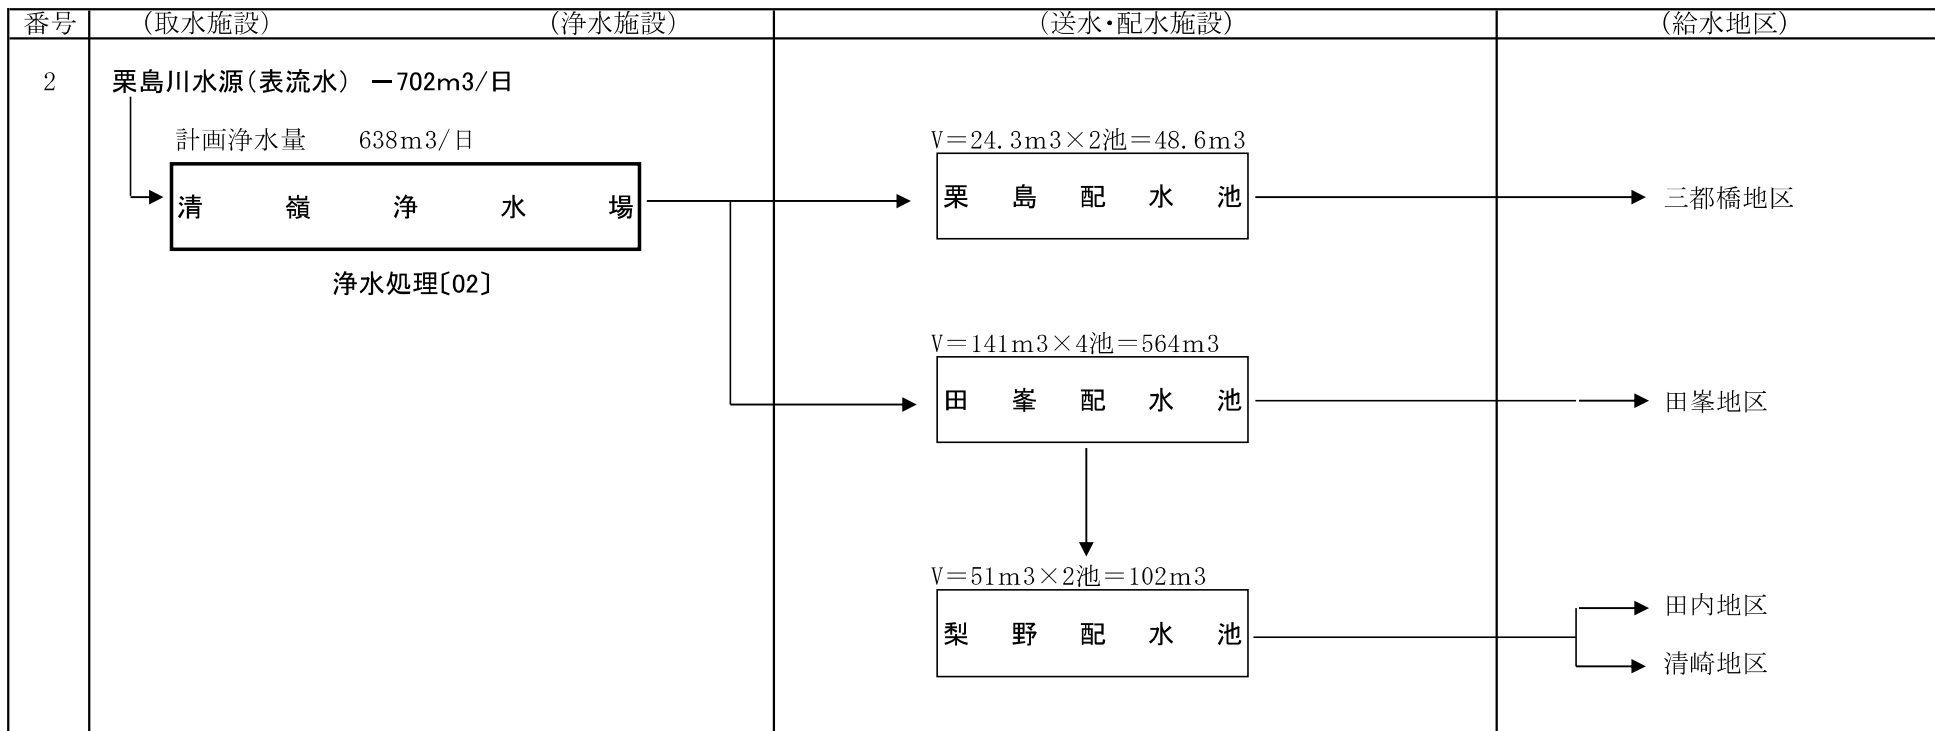 番号 (取水施設) (浄水施設) (送水・配水施設) (給水地区)
2 栗島川水源(表流水) ー702m3/日
計画浄水量 638m3/日
清嶺浄水場
浄水処理〔02〕
V=24.3m3×2池=48.6m3
栗島配水池
三都橋地区
V=141m3×4池=564m3
田峯配水池
田峯地区
V=51m3×2池=102m3
梨野配水池
田内地区
清崎地区